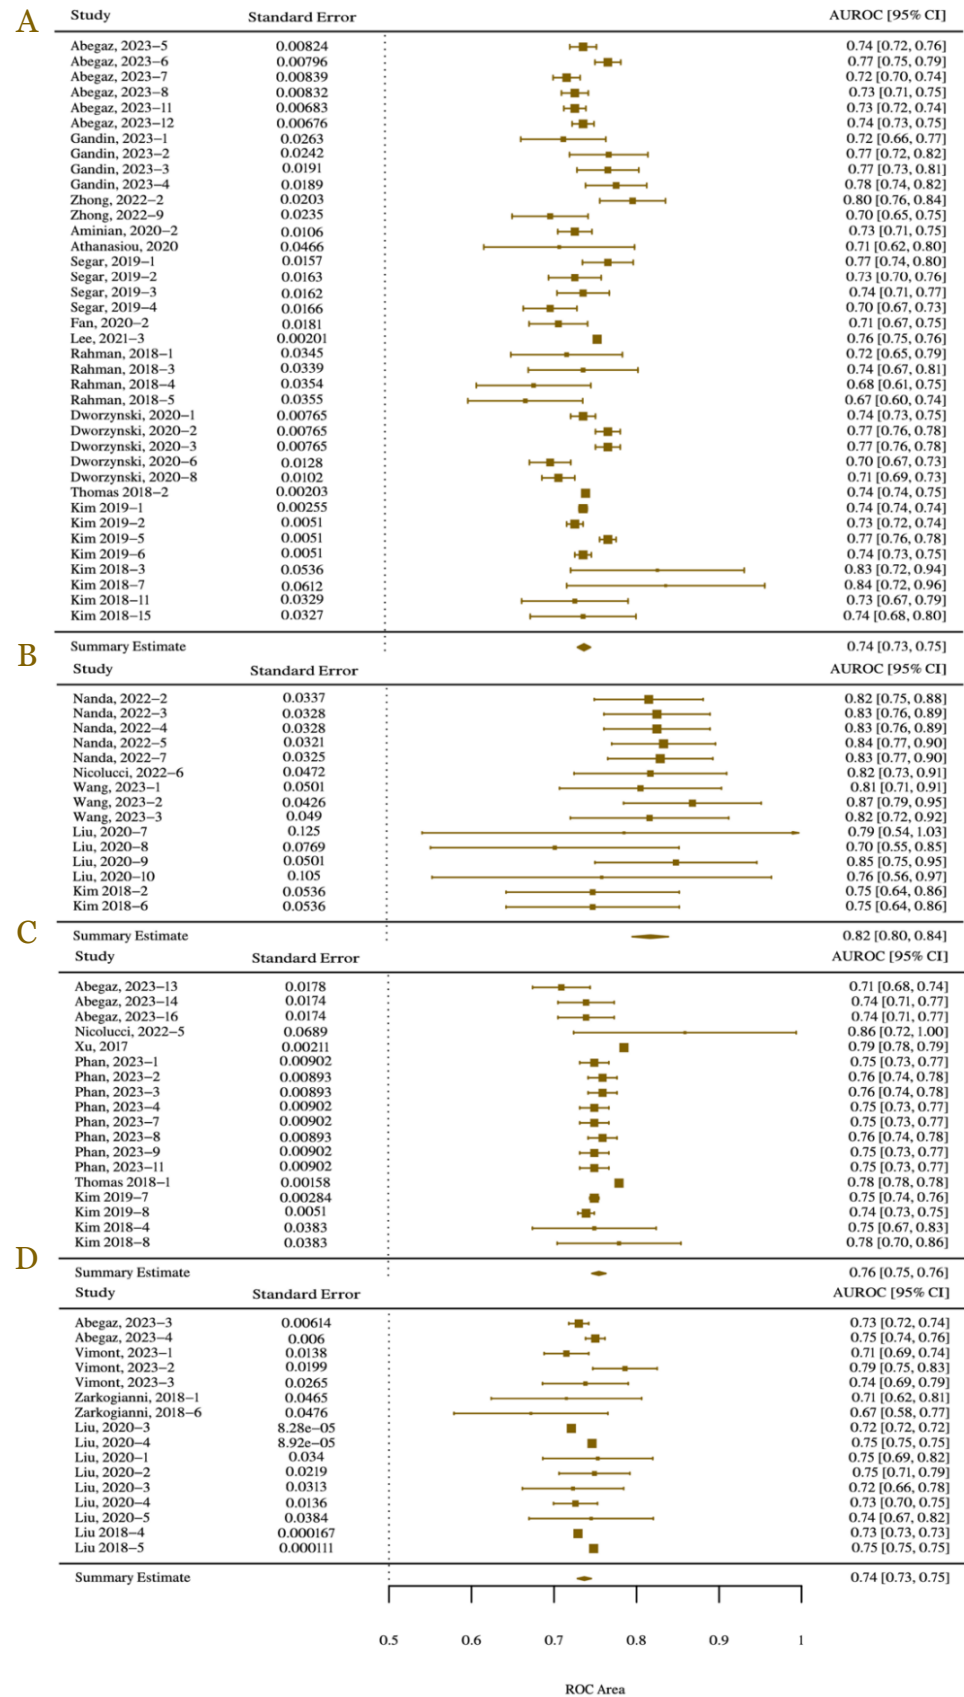 A
Study Standard Error AUROC [95% CI]
Abegaz, 2023−5 0.00824 0.74 [0.72, 0.76]
Abegaz, 2023−6 0.00796 0.77 [0.75, 0.79]
Abegaz, 2023−7 0.00839 0.72 [0.70, 0.74]
Abegaz, 2023−8 0.00832 0.73 [0.71, 0.75]
Abegaz, 2023−11 0.00683 0.73 [0.72, 0.74]
Abegaz, 2023−12 0.00676 0.74 [0.73, 0.75]
Gandin, 2023−1 0.0263 0.72 [0.66, 0.77]
Gandin, 2023−2 0.0242 0.77 [0.72, 0.82]
Gandin, 2023−3 0.0191 0.77 [0.73, 0.81]
Gandin, 2023−4 0.0189 0.78 [0.74, 0.82]
Zhong, 2022−2 0.0203 0.80 [0.76, 0.84]
Zhong, 2022−9 0.0235 0.70 [0.65, 0.75]
Aminian, 2020−2 0.0106 0.73 [0.71, 0.75]
Athanasiou, 2020 0.0466 0.71 [0.62, 0.80]
Segar, 2019−1 0.0157 0.77 [0.74, 0.80]
Segar, 2019−2 0.0163 0.73 [0.70, 0.76]
Segar, 2019−3 0.0162 0.74 [0.71, 0.77]
Segar, 2019−4 0.0166 0.70 [0.67, 0.73]
Fan, 2020−2 0.0181 0.71 [0.67, 0.75]
Lee, 2021−3 0.00201 0.76 [0.75, 0.76]
Rahman, 2018−1 0.0345 0.72 [0.65, 0.79]
Rahman, 2018−3 0.0339 0.74 [0.67, 0.81]
Rahman, 2018−4 0.0354 0.68 [0.61, 0.75]
Rahman, 2018−5 0.0355 0.67 [0.60, 0.74]
Dworzynski, 2020−1 0.00765 0.74 [0.73, 0.75]
Dworzynski, 2020−2 0.00765 0.77 [0.76, 0.78]
Dworzynski, 2020−3 0.00765 0.77 [0.76, 0.78]
Dworzynski, 2020−6 0.0128 0.70 [0.67, 0.73]
Dworzynski, 2020−8 0.0102 0.71 [0.69, 0.73]
Thomas 2018−2 0.00203 0.74 [0.74, 0.75]
Kim 2019−1 0.00255 0.74 [0.74, 0.74]
Kim 2019−2 0.0051 0.73 [0.72, 0.74]
Kim 2019−5 0.0051 0.77 [0.76, 0.78]
Kim 2019−6 0.0051 0.74 [0.73, 0.75]
Kim 2018−3 0.0536 0.83 [0.72, 0.94]
Kim 2018−7 0.0612 0.84 [0.72, 0.96]
Kim 2018−11 0.0329 0.73 [0.67, 0.79]
Kim 2018−15 0.0327 0.74 [0.68, 0.80]
Summary Estimate 0.74 [0.73, 0.75]
B
Study Standard Error AUROC [95% CI]
Nanda, 2022−2 0.0337 0.82 [0.75, 0.88]
Nanda, 2022−3 0.0328 0.83 [0.76, 0.89]
Nanda, 2022−4 0.0328 0.83 [0.76, 0.89]
Nanda, 2022−5 0.0321 0.84 [0.77, 0.90]
Nanda, 2022−7 0.0325 0.83 [0.77, 0.90]
Nicolucci, 2022−6 0.0472 0.82 [0.73, 0.91]
Wang, 2023−1 0.0501 0.81 [0.71, 0.91]
Wang, 2023−2 0.0426 0.87 [0.79, 0.95]
Wang, 2023−3 0.049 0.82 [0.72, 0.92]
Liu, 2020−7 0.125 0.79 [0.54, 1.03]
Liu, 2020−8 0.0769 0.70 [0.55, 0.85]
Liu, 2020−9 0.0501 0.85 [0.75, 0.95]
Liu, 2020−10 0.105 0.76 [0.56, 0.97]
Kim 2018−2 0.0536 0.75 [0.64, 0.86]
Kim 2018−6 0.0536 0.75 [0.64, 0.86]
Summary Estimate 0.82 [0.80, 0.84]
C
Study Standard Error AUROC [95% CI]
Abegaz, 2023−13 0.0178 0.71 [0.68, 0.74]
Abegaz, 2023−14 0.0174 0.74 [0.71, 0.77]
Abegaz, 2023−16 0.0174 0.74 [0.71, 0.77]
Nicolucci, 2022−5 0.0689 0.86 [0.72, 1.00]
Xu, 2017 0.00211 0.79 [0.78, 0.79]
Phan, 2023−1 0.00902 0.75 [0.73, 0.77]
Phan, 2023−2 0.00893 0.76 [0.74, 0.78]
Phan, 2023−3 0.00893 0.76 [0.74, 0.78]
Phan, 2023−4 0.00902 0.75 [0.73, 0.77]
Phan, 2023−7 0.00902 0.75 [0.73, 0.77]
Phan, 2023−8 0.00893 0.76 [0.74, 0.78]
Phan, 2023−9 0.00902 0.75 [0.73, 0.77]
Phan, 2023−11 0.00902 0.75 [0.73, 0.77]
Thomas 2018−1 0.00158 0.78 [0.78, 0.78]
Kim 2019−7 0.00284 0.75 [0.74, 0.76]
Kim 2019−8 0.0051 0.74 [0.73, 0.75]
Kim 2018−4 0.0383 0.75 [0.67, 0.83]
Kim 2018−8 0.0383 0.78 [0.70, 0.86]
Summary Estimate 0.76 [0.75, 0.76]
D
Study Standard Error AUROC [95% CI]
Abegaz, 2023−3 0.00614 0.73 [0.72, 0.74]
Abegaz, 2023−4 0.006 0.75 [0.74, 0.76]
Vimont, 2023−1 0.0138 0.71 [0.69, 0.74]
Vimont, 2023−2 0.0199 0.79 [0.75, 0.83]
Vimont, 2023−3 0.0265 0.74 [0.69, 0.79]
Zarkogianni, 2018−1 0.0465 0.71 [0.62, 0.81]
Zarkogianni, 2018−6 0.0476 0.67 [0.58, 0.77]
Liu, 2020−3 8.28e−05 0.72 [0.72, 0.72]
Liu, 2020−4 8.92e−05 0.75 [0.75, 0.75]
Liu, 2020−1 0.034 0.75 [0.69, 0.82]
Liu, 2020−2 0.0219 0.75 [0.71, 0.79]
Liu, 2020−3 0.0313 0.72 [0.66, 0.78]
Liu, 2020−4 0.0136 0.73 [0.70, 0.75]
Liu, 2020−5 0.0384 0.74 [0.67, 0.82]
Liu 2018−4 0.000167 0.73 [0.73, 0.73]
Liu 2018−5 0.000111 0.75 [0.75, 0.75]
Summary Estimate 0.74 [0.73, 0.75]
0.5 0.6 0.7 0.8 0.9 1
ROC Area